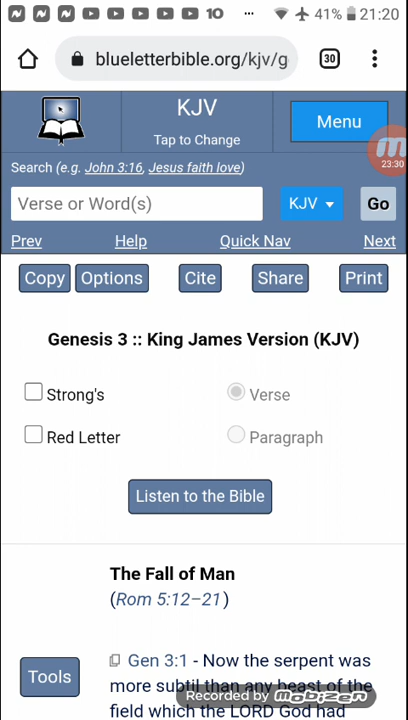 10 ... 41% 21:20
blueletterbible.org/kjv/g 30
KJV
Tap to Change
Menu
23:30
Search (e.g. John 3:16, Jesus faith love)
Verse or Word(s) KJV Go
Prev Help Quick Nav Next
Copy Options Cite Share Print
Genesis 3 :: King James Version (KJV)
Strong's Verse
Red Letter Paragraph
Listen to the Bible
The Fall of Man
(Rom 5:12–21)
Gen 3:1 - Now the serpent was
Tools
more subtil than any beast of the
Recorded by mobizen
field which the LORD God had